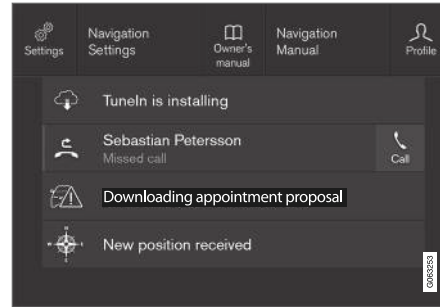 Settings
Navigation
Settings
Owner's
manual
Navigation
Manual
Profile
TuneIn is installing
Sebastian Petersson
Missed call
Call
Downloading appointment proposal
New position received
G063253